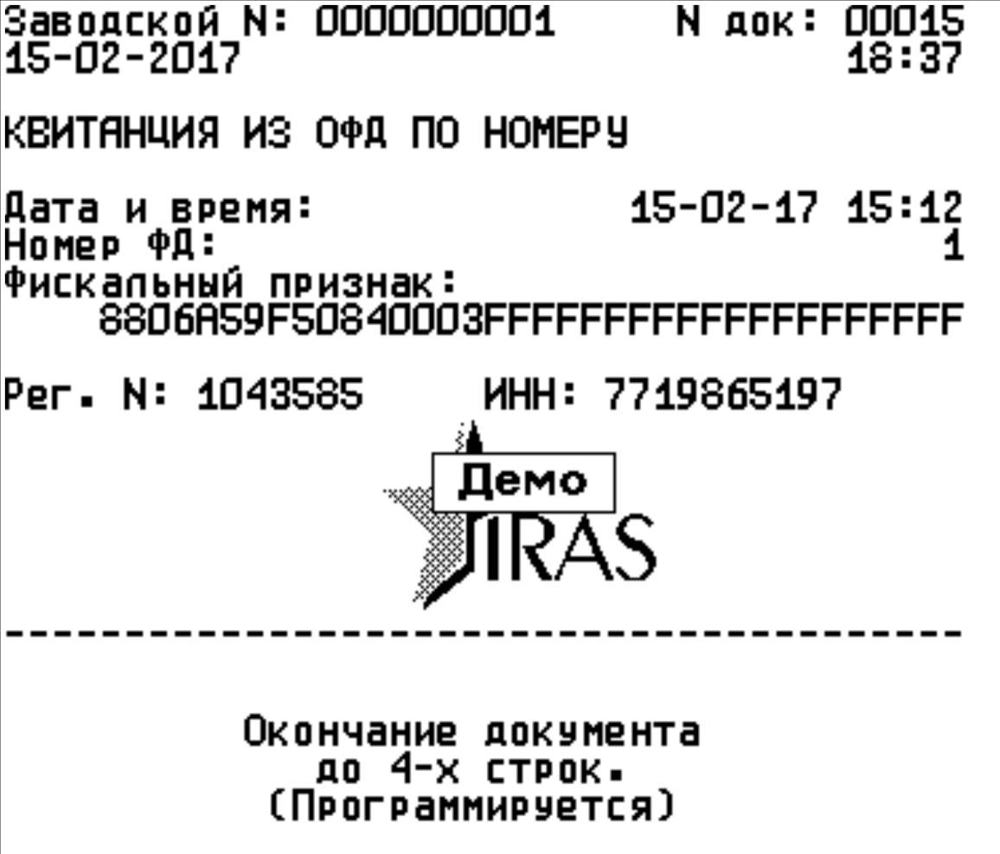 Заводской N: 0000000001 N док: 00015
15-02-2017 18:37
КВИТАНЦИЯ ИЗ ОФД ПО НОМЕРУ
Дата и время: 15-02-17 15:12
Номер ФД: 1
Фискальный признак:
8806A59F50840003FFFFFFFFFFFFFFFFFFFF
Рег. N: 1043585 ИНН: 7719865197
Демо
IRAS
----------------------------------------
Окончание документа
до 4-х строк.
(Программируется)